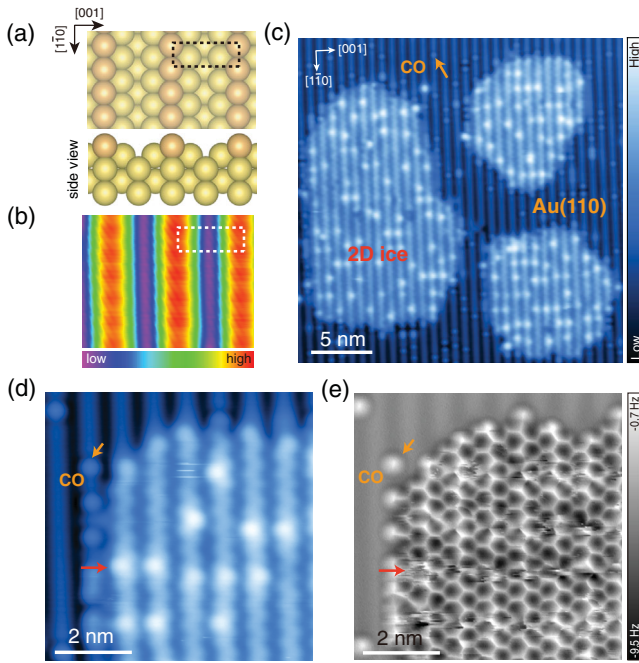 (a)
[001]
[11̅0]
side view
(b)
low
high
(c)
[001]
[11̅0]
CO
Au(110)
2D ice
5 nm
High
Low
(d)
CO
2 nm
(e)
CO
2 nm
-0.7 Hz
-9.5 Hz